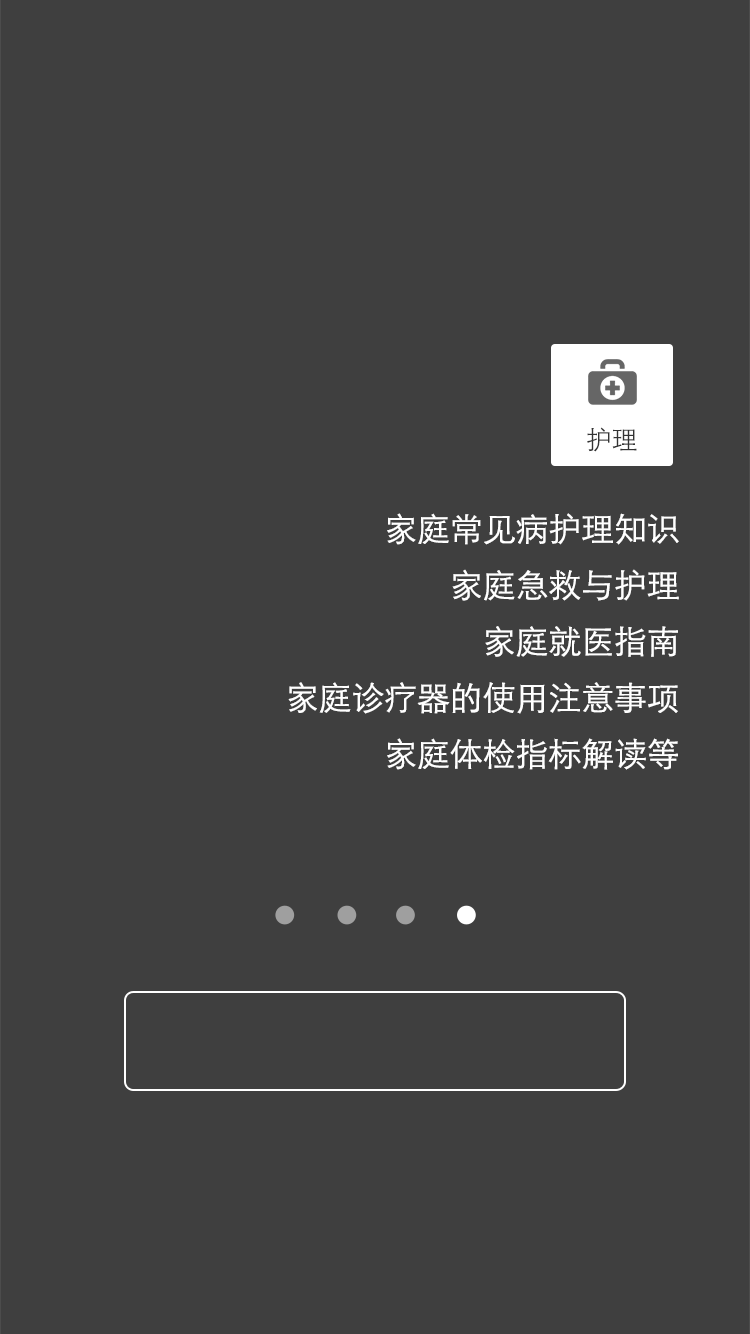 护理
家庭常见病护理知识
家庭急救与护理
家庭就医指南
家庭诊疗器的使用注意事项
家庭体检指标解读等